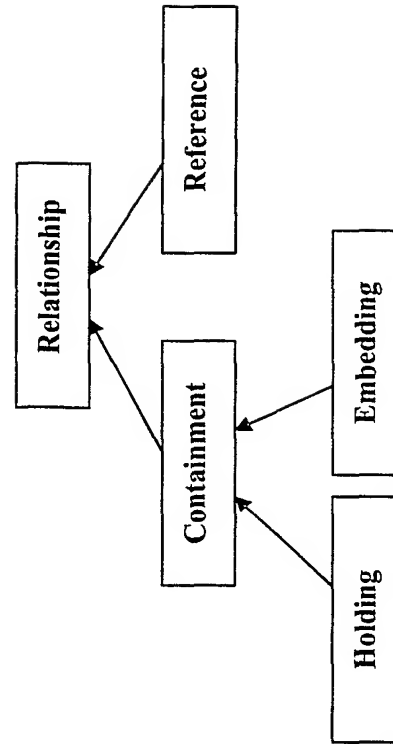 Relationship
Containment
Reference
Holding
Embedding